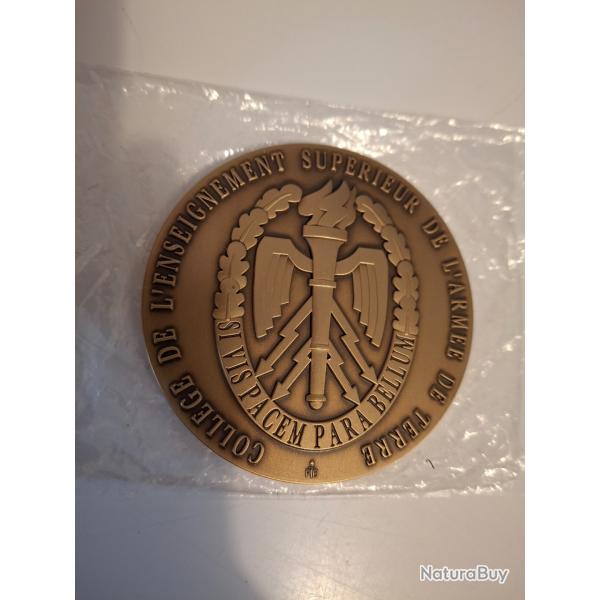 COLLEGE DE L'ENSEIGNEMENT SUPERIEUR DE L'ARMEE DE TERRE
SI VIS PACEM PARA BELLUM
NaturaBuy